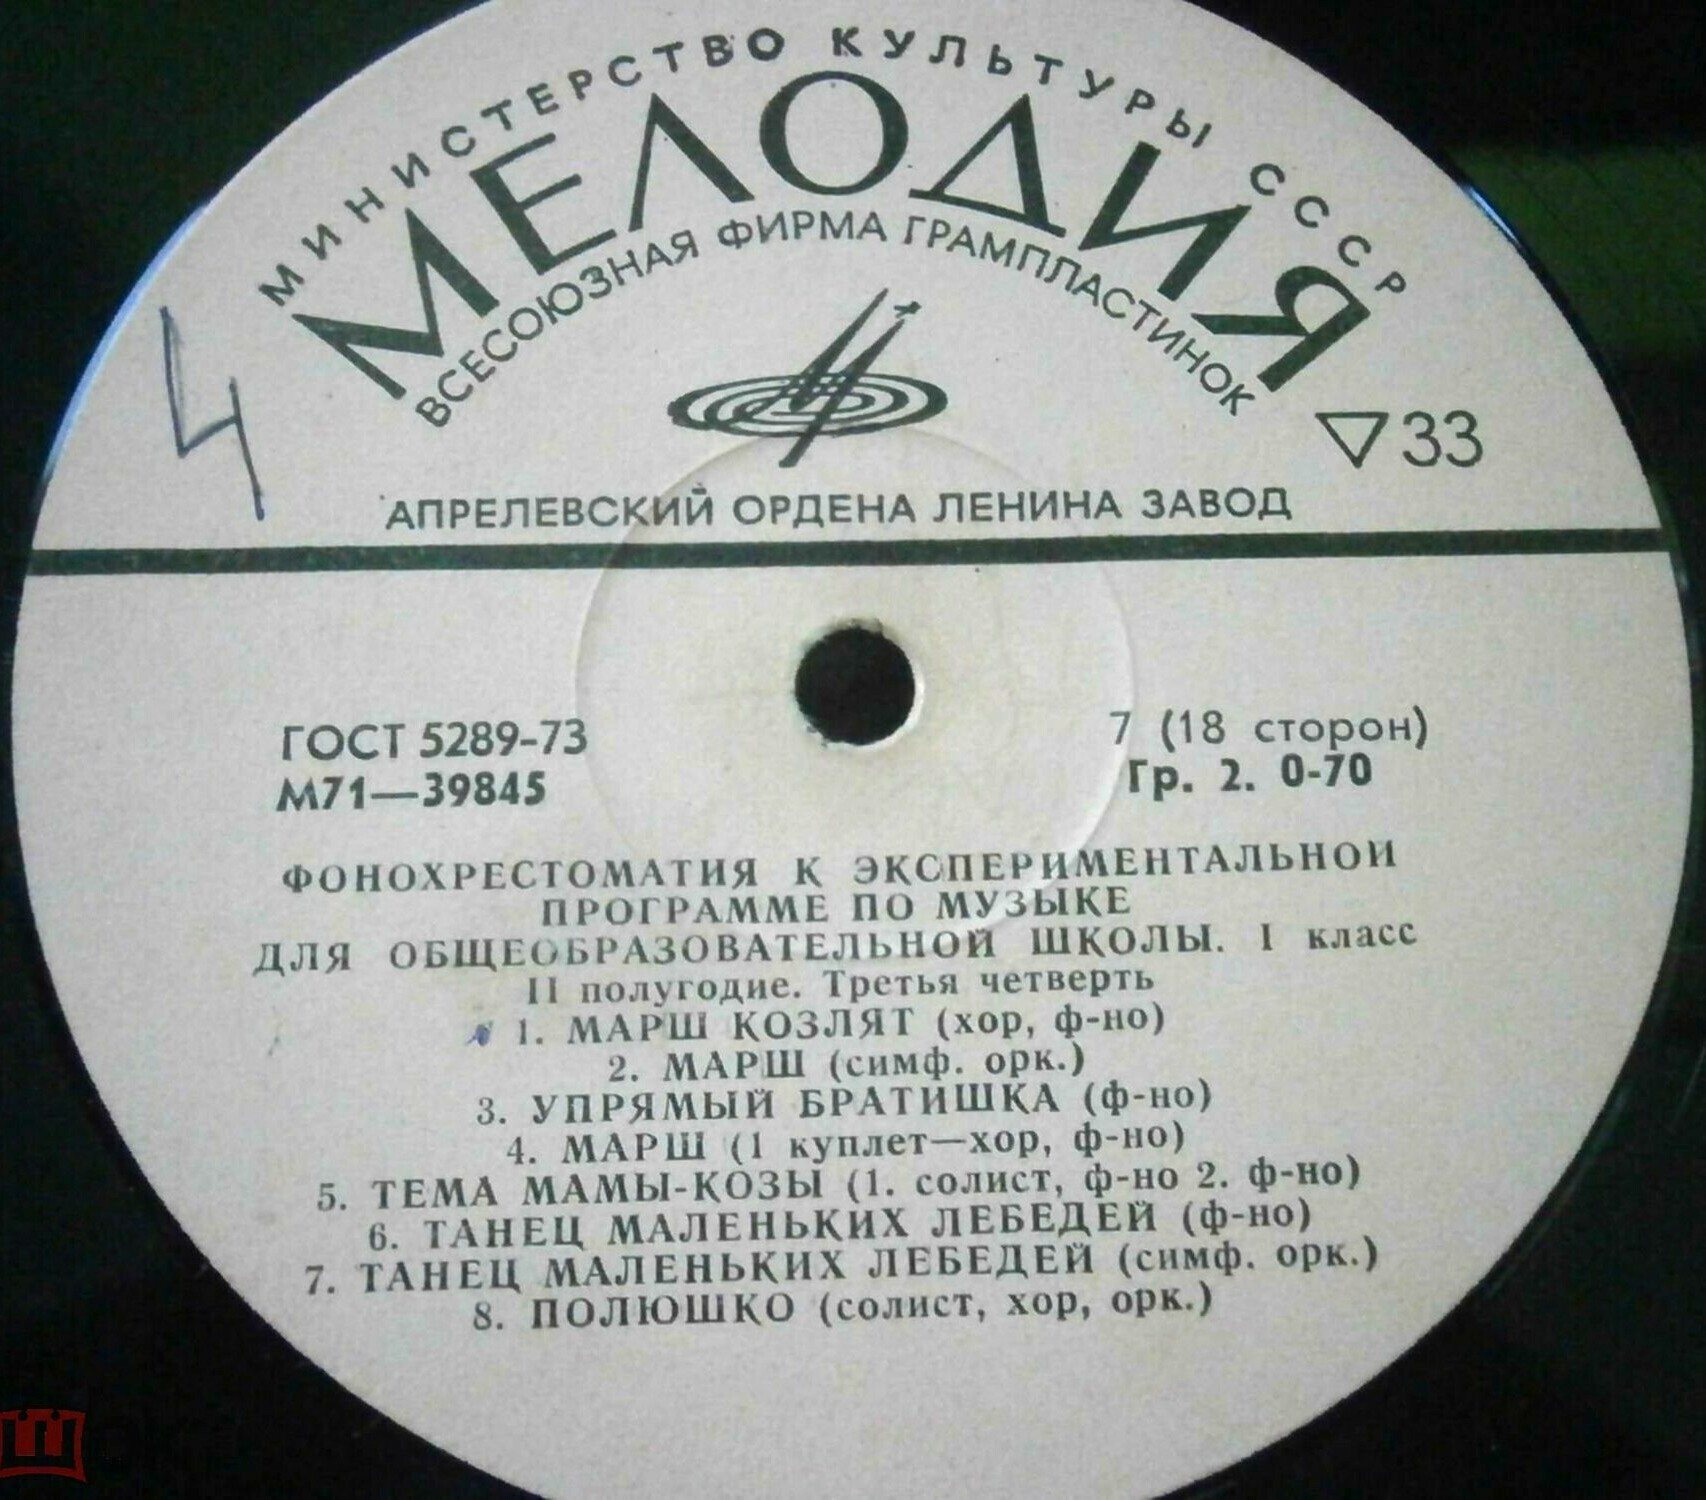 МИНИСТЕРСТВО КУЛЬТУРЫ СССР
МЕЛОДИЯ
ВСЕСОЮЗНАЯ ФИРМА ГРАМПЛАСТИНОК
33
4
АПРЕЛЕВСКИЙ ОРДЕНА ЛЕНИНА ЗАВОД
ГОСТ 5289-73
7 (18 сторон)
М71—39845
Гр. 2. 0-70
ФОНОХРЕСТОМАТИЯ К ЭКСПЕРИМЕНТАЛЬНОЙ
ПРОГРАММЕ ПО МУЗЫКЕ
ДЛЯ ОБЩЕОБРАЗОВАТЕЛЬНОЙ ШКОЛЫ. I класс
II полугодие. Третья четверть
1. МАРШ КОЗЛЯТ (хор, ф-но)
2. МАРШ (симф. орк.)
3. УПРЯМЫЙ БРАТИШКА (ф-но)
4. МАРШ (1 куплет—хор, ф-но)
5. ТЕМА МАМЫ-КОЗЫ (1. солист, ф-но 2. ф-но)
6. ТАНЕЦ МАЛЕНЬКИХ ЛЕБЕДЕЙ (ф-но)
7. ТАНЕЦ МАЛЕНЬКИХ ЛЕБЕДЕЙ (симф. орк.)
8. ПОЛЮШКО (солист, хор, орк.)